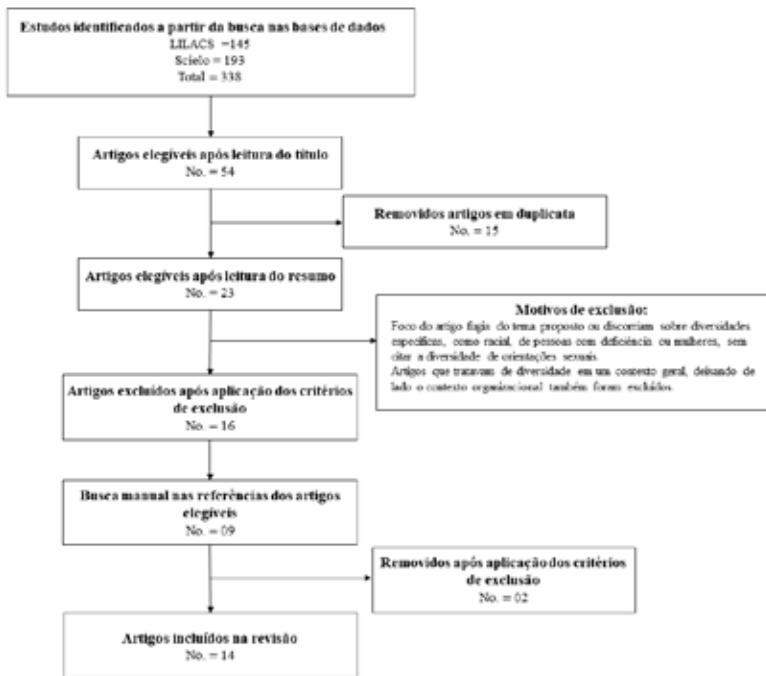 Estudos identificados a partir da busca nas bases de dados
LILACS =145
Scielo = 193
Total = 338
Artigos elegíveis após leitura do título
No. = 54
Removidos artigos em duplicata
No. = 15
Artigos elegíveis após leitura do resumo
No. = 23
Motivos de exclusão:
Foco do artigo fugia do tema proposto ou discorriam sobre diversidades
específicas, como racial, de pessoas com deficiência ou mulheres, sem
citar a diversidade de orientações sexuais.
Artigos que tratavam de diversidade em um contexto geral, deixando de
lado o contexto organizacional também foram excluídos.
Artigos excluídos após aplicação dos critérios
de exclusão
No. = 16
Busca manual nas referências dos artigos
elegíveis
No. = 09
Removidos após aplicação dos critérios
de exclusão
No. = 02
Artigos incluídos na revisão
No. = 14